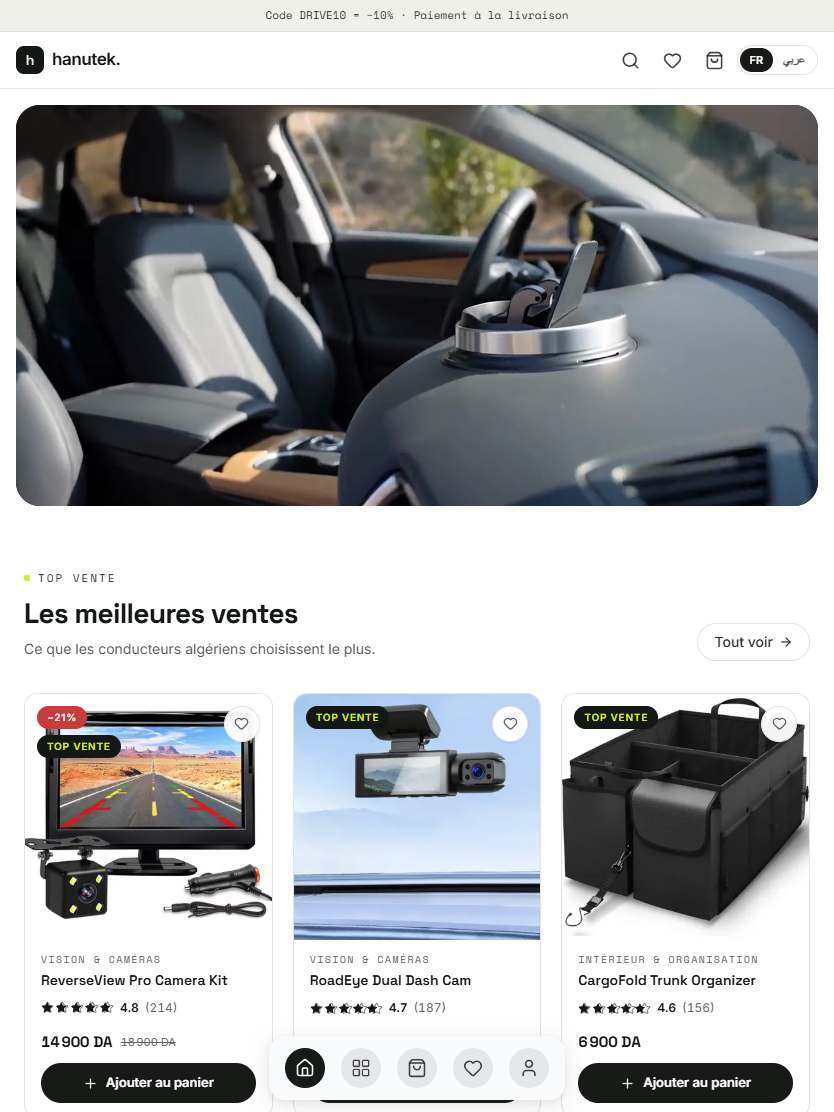 Code DRIVE10 = −10% · Paiement à la livraison
h hanutek. FR عربي
TOP VENTE
Les meilleures ventes
Ce que les conducteurs algériens choisissent le plus.
Tout voir →
−21%
TOP VENTE
TOP VENTE
TOP VENTE
VISION & CAMÉRAS
ReverseView Pro Camera Kit
4.8 (214)
14 900 DA 18 900 DA
+ Ajouter au panier
VISION & CAMÉRAS
RoadEye Dual Dash Cam
4.7 (187)
INTÉRIEUR & ORGANISATION
CargoFold Trunk Organizer
4.6 (156)
6 900 DA
+ Ajouter au panier